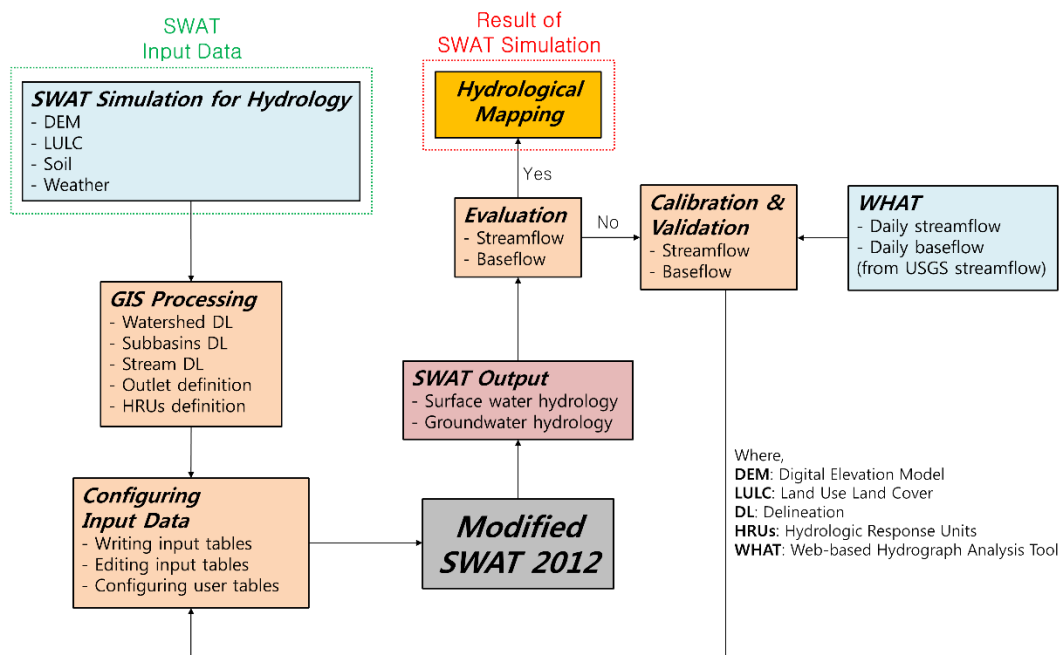 SWAT
Input Data
SWAT Simulation for Hydrology
- DEM
- LULC
- Soil
- Weather
GIS Processing
- Watershed DL
- Subbasins DL
- Stream DL
- Outlet definition
- HRUs definition
Configuring
Input Data
- Writing input tables
- Editing input tables
- Configuring user tables
Modified
SWAT 2012
SWAT Output
- Surface water hydrology
- Groundwater hydrology
Evaluation
- Streamflow
- Baseflow
Yes
No
Result of
SWAT Simulation
Hydrological
Mapping
Calibration &
Validation
- Streamflow
- Baseflow
WHAT
- Daily streamflow
- Daily baseflow
(from USGS streamflow)
Where,
DEM: Digital Elevation Model
LULC: Land Use Land Cover
DL: Delineation
HRUs: Hydrologic Response Units
WHAT: Web-based Hydrograph Analysis Tool